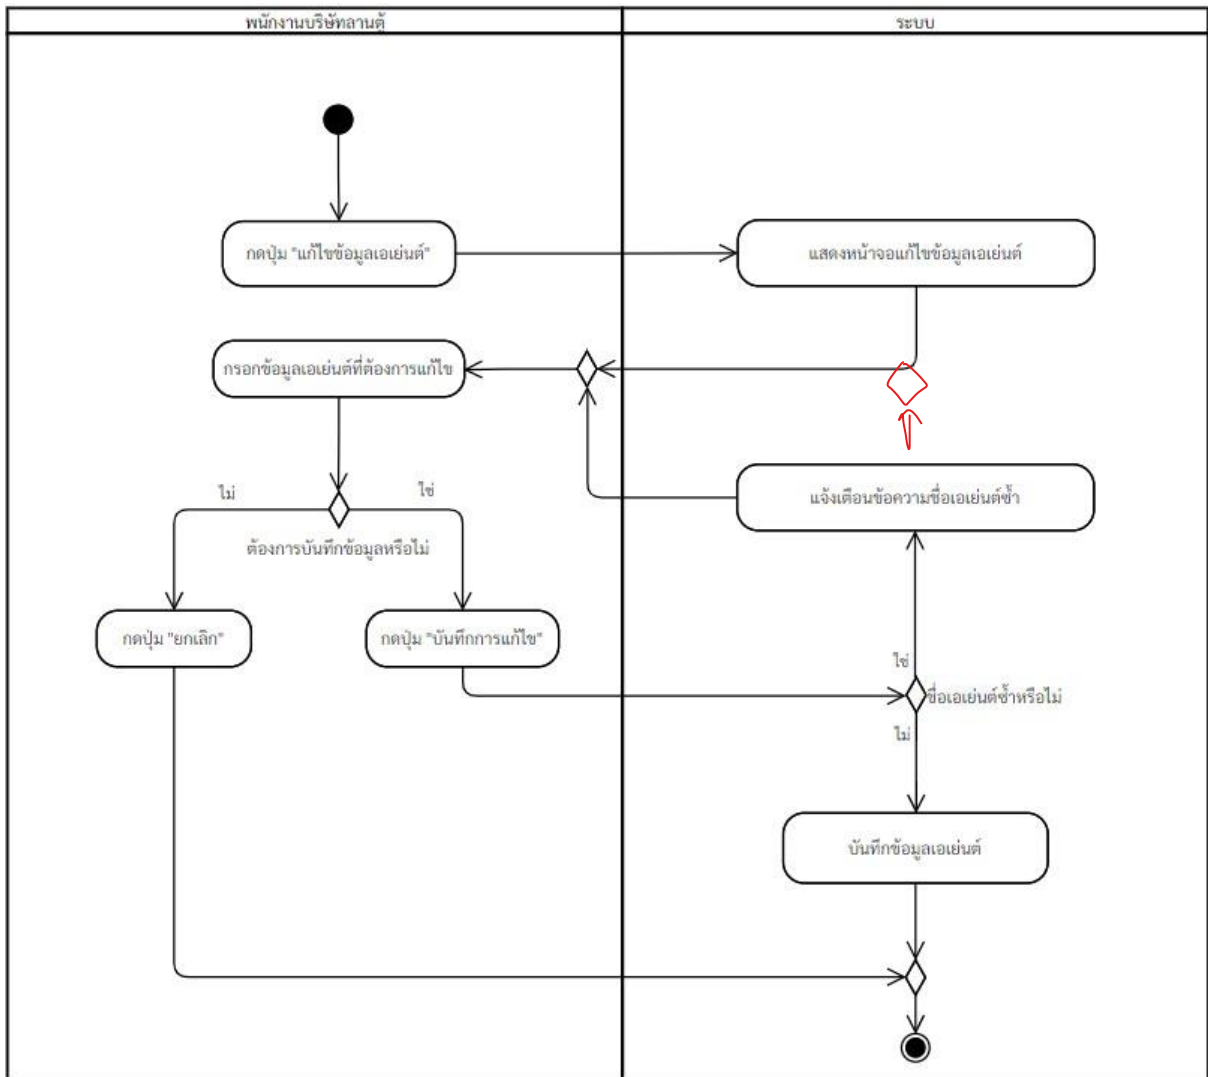 พนักงานบริษัทลานตู้
ระบบ
กดปุ่ม "แก้ไขข้อมูลเอเย่นต์"
แสดงหน้าจอแก้ไขข้อมูลเอเย่นต์
กรอกข้อมูลเอเย่นต์ที่ต้องการแก้ไข
ไม่
ใช่
ต้องการบันทึกข้อมูลหรือไม่
แจ้งเตือนข้อความชื่อเอเย่นต์ซ้ำ
กดปุ่ม "ยกเลิก"
กดปุ่ม "บันทึกการแก้ไข"
ใช่
ชื่อเอเย่นต์ซ้ำหรือไม่
ไม่
บันทึกข้อมูลเอเย่นต์